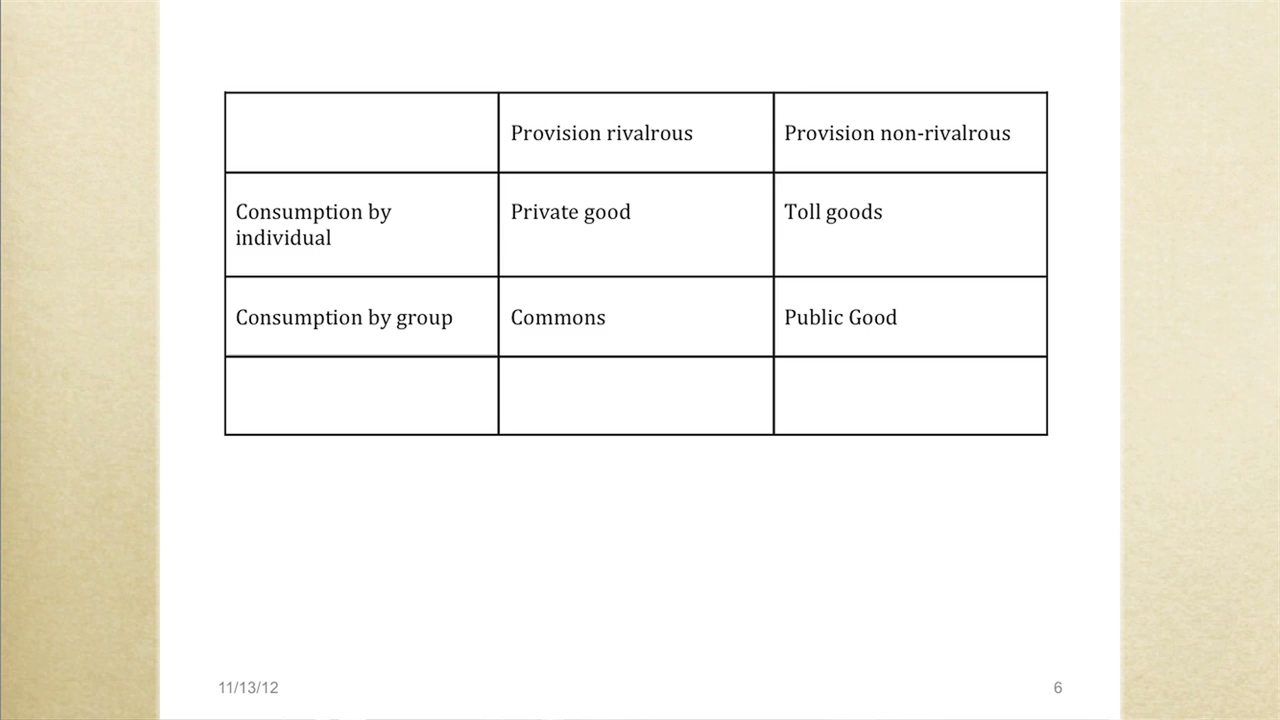 Provision rivalrous
Provision non-rivalrous
Consumption by
individual
Private good
Toll goods
Consumption by group
Commons
Public Good
11/13/12
6